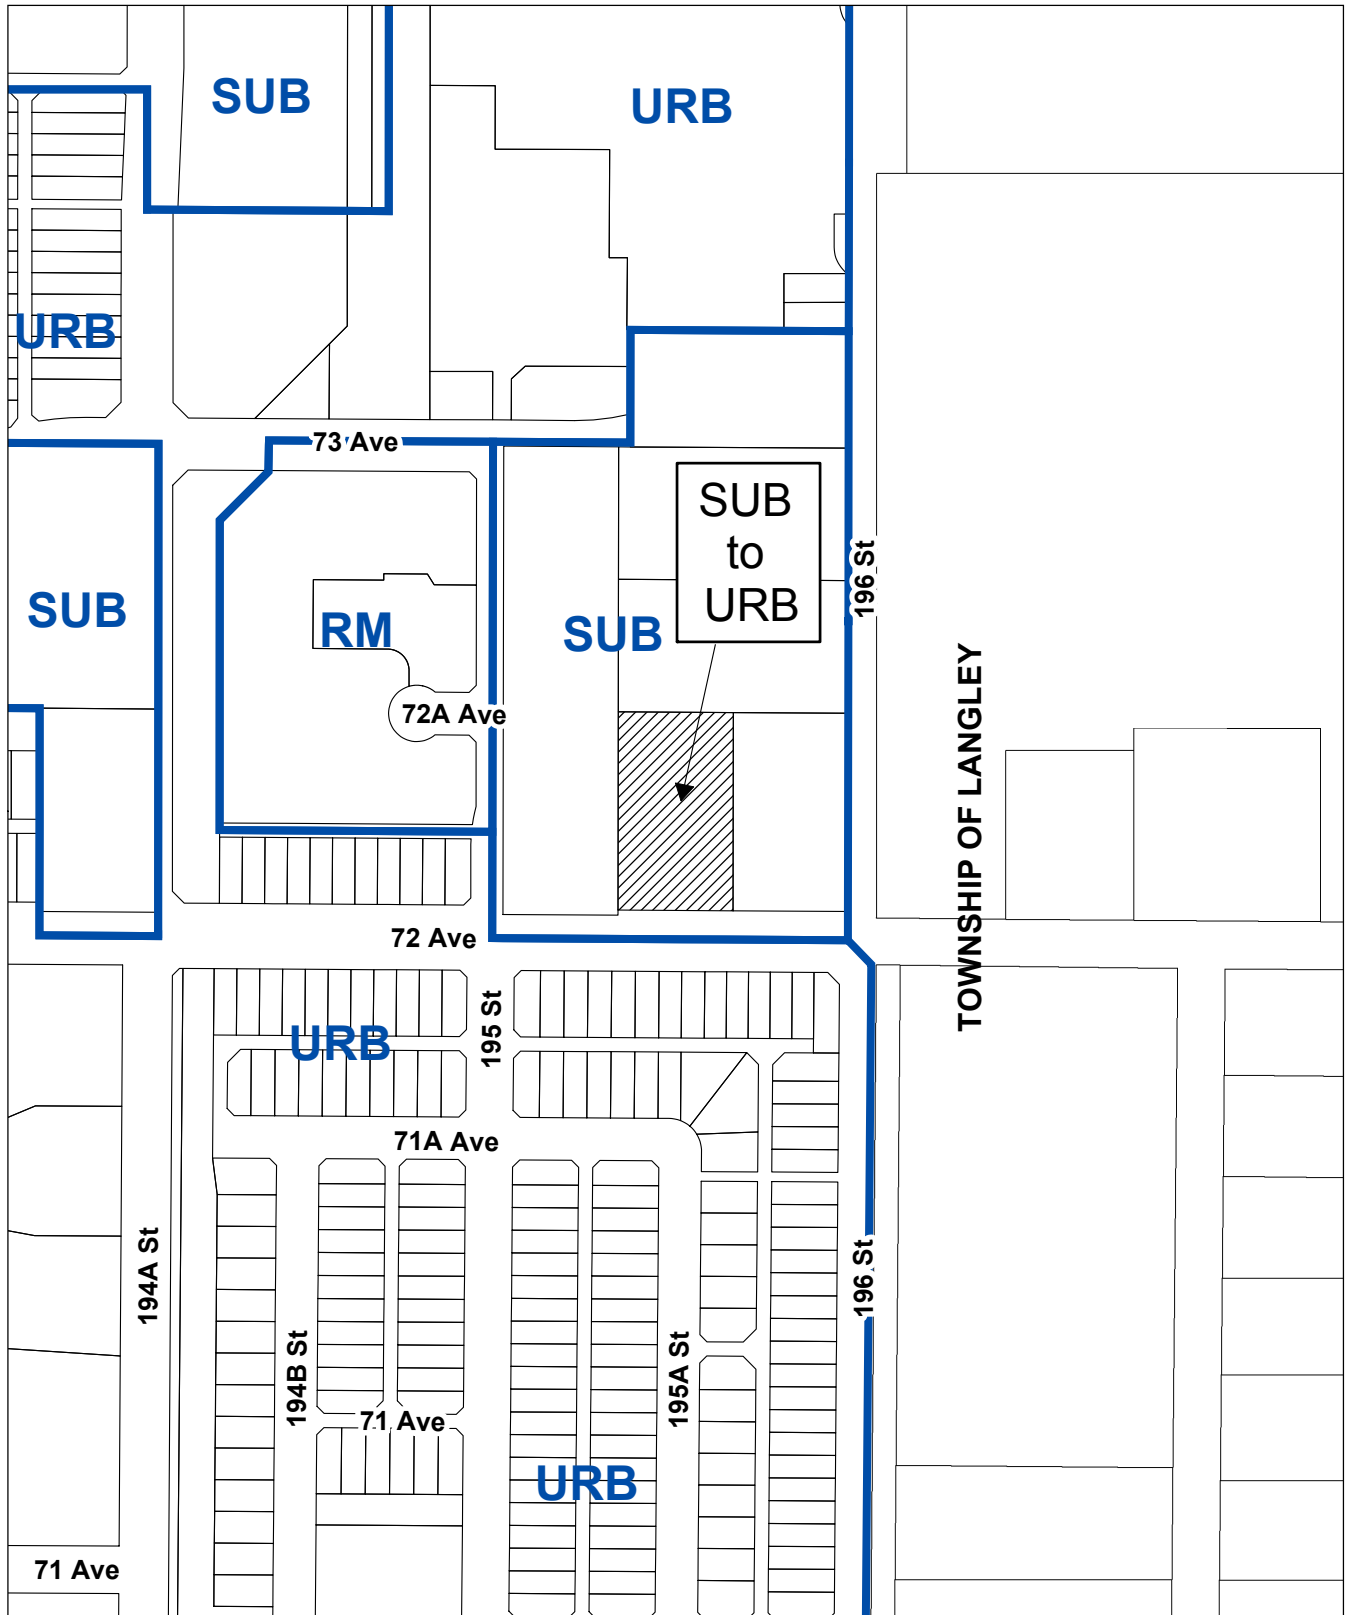 SUB
URB
URB
73 Ave
SUB
to
URB
196 St
SUB
RM
SUB
72A Ave
TOWNSHIP OF LANGLEY
72 Ave
195 St
URB
71A Ave
194A St
196 St
194B St
195A St
71 Ave
URB
71 Ave